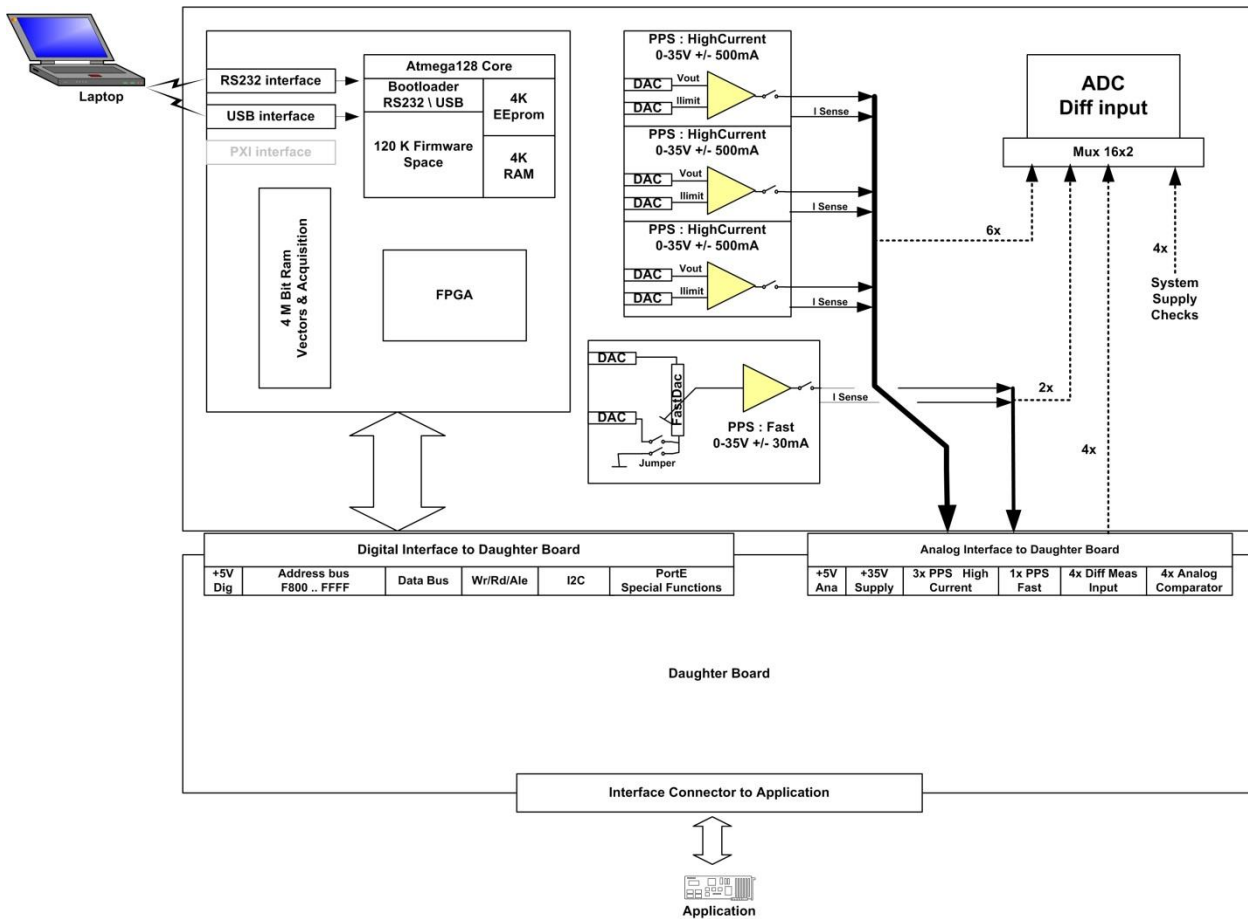 Laptop
RS232 interface
USB interface
PXI interface
Atmega128 Core
Bootloader
RS232 \ USB
4K
EEprom
120 K Firmware
Space
4K
RAM
4 M Bit Ram
Vectors & Acquisition
FPGA
PPS : HighCurrent
0-35V +/- 500mA
DAC
Vout
DAC
Ilimit
I Sense
PPS : HighCurrent
0-35V +/- 500mA
DAC
Vout
DAC
Ilimit
I Sense
PPS : HighCurrent
0-35V +/- 500mA
DAC
Vout
DAC
Ilimit
I Sense
DAC
FastDac
DAC
Jumper
PPS : Fast
0-35V +/- 30mA
I Sense
ADC
Diff input
Mux 16x2
6x
4x
System
Supply
Checks
2x
4x
Digital Interface to Daughter Board
+5V
Dig
Address bus
F800 .. FFFF
Data Bus
Wr/Rd/Ale
I2C
PortE
Special Functions
Analog Interface to Daughter Board
+5V
Ana
+35V
Supply
3x PPS High
Current
1x PPS
Fast
4x Diff Meas
Input
4x Analog
Comparator
Daughter Board
Interface Connector to Application
Application